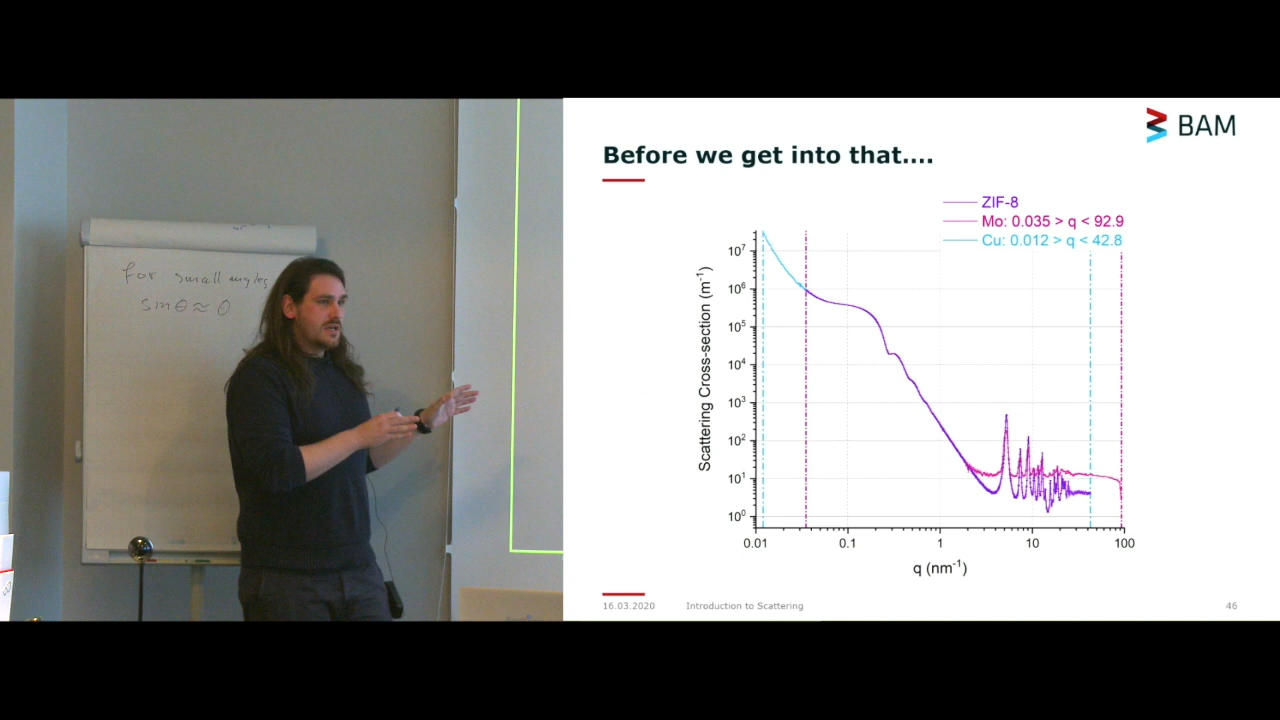 for small angles
sinθ ≈ θ
BAM
Before we get into that....
ZIF-8
Mo: 0.035 > q < 92.9
Cu: 0.012 > q < 42.8
Scattering Cross-section (m⁻¹)
10⁷
10⁶
10⁵
10⁴
10³
10²
10¹
10⁰
0.01 0.1 1 10 100
q (nm⁻¹)
16.03.2020 Introduction to Scattering 46